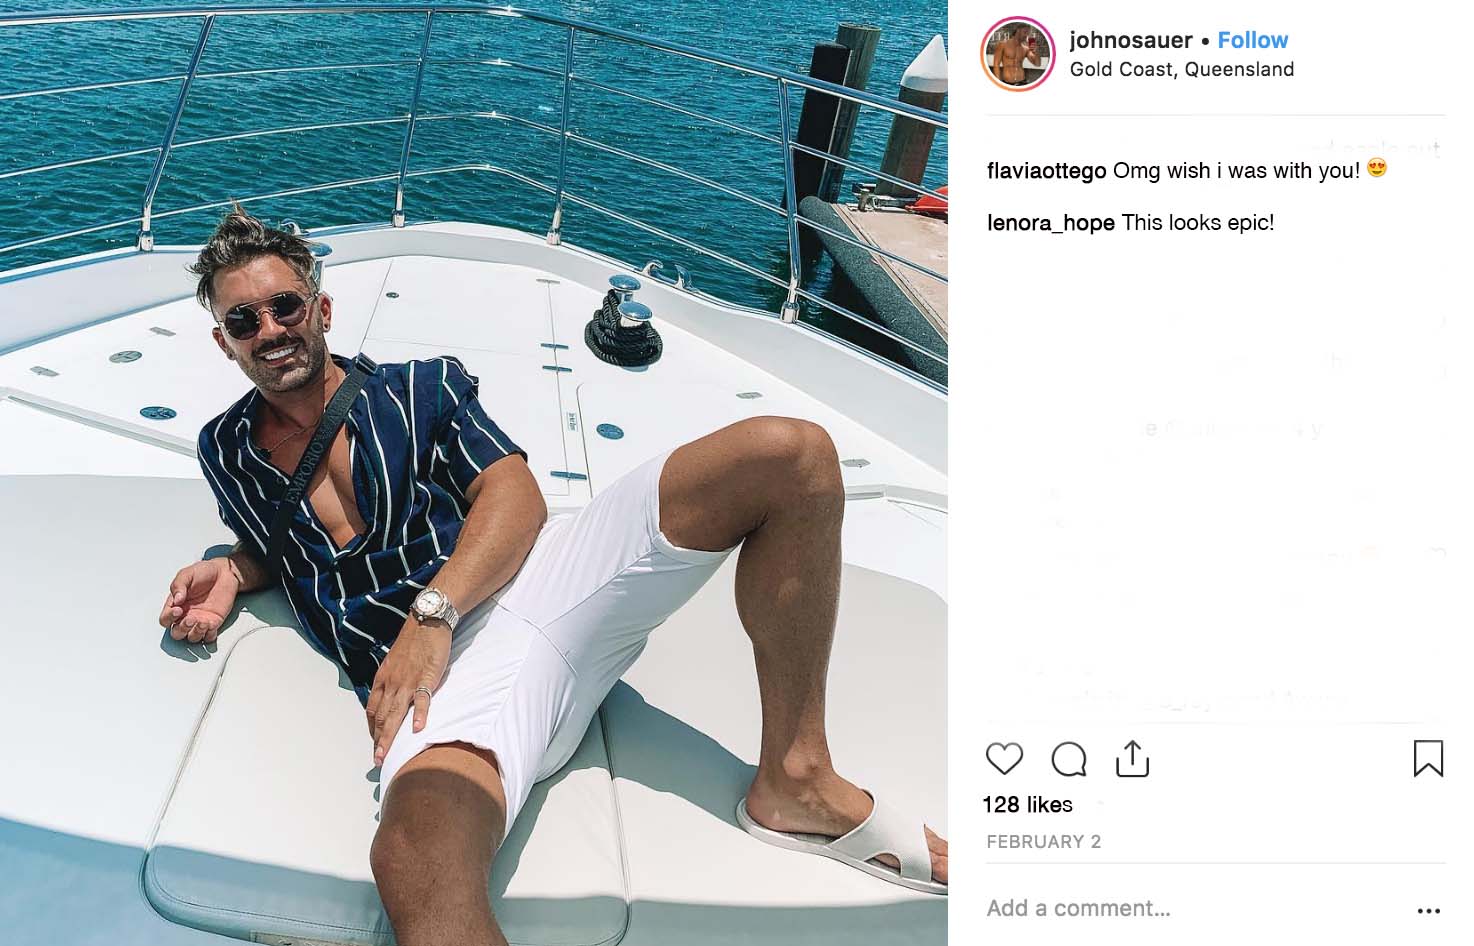 johnosauer • Follow
Gold Coast, Queensland
flaviaottego Omg wish i was with you! 😍
lenora_hope This looks epic!
128 likes
FEBRUARY 2
Add a comment...
EMPORIO